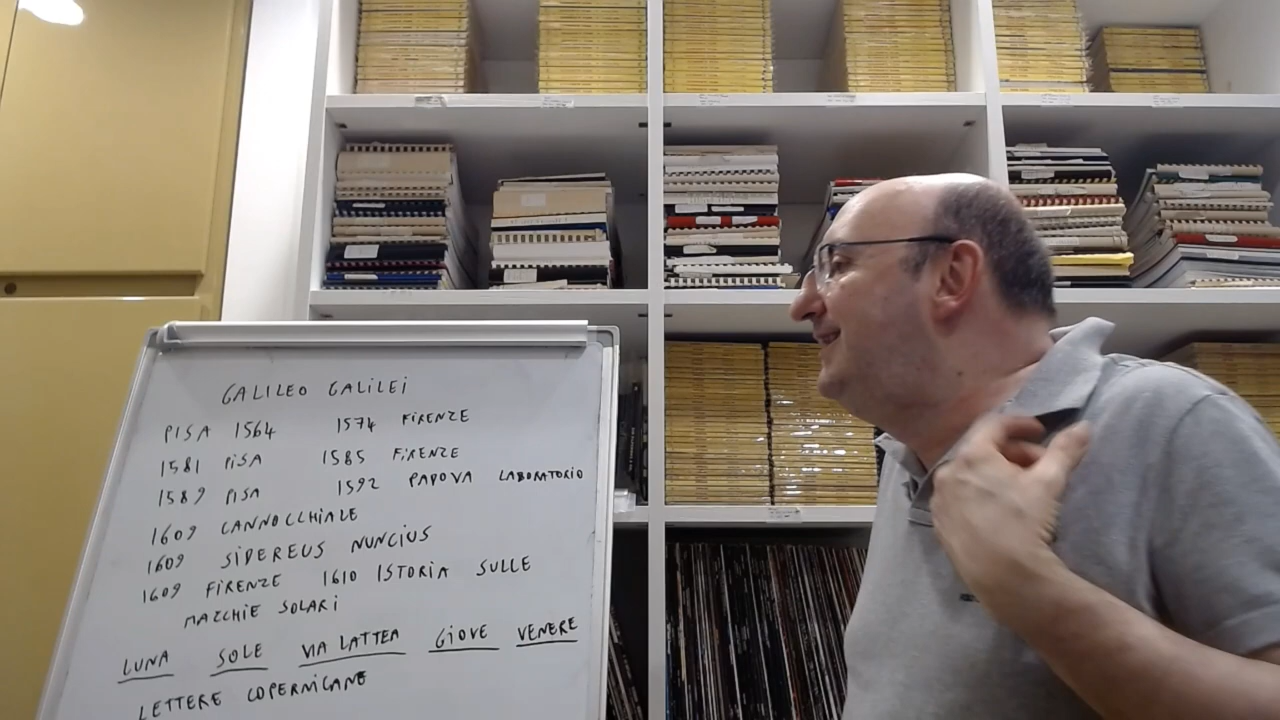 GALILEO GALILEI
PISA 1564 1574 FIRENZE
1581 PISA 1585 FIRENZE
1589 PISA 1592 PADOVA LABORATORIO
1609 CANNOCCHIALE
1609 SIDEREUS NUNCIUS
1609 FIRENZE 1610 ISTORIA SULLE
MACCHIE SOLARI
LUNA SOLE VIA LATTEA GIOVE VENERE
LETTERE COPERNICANE